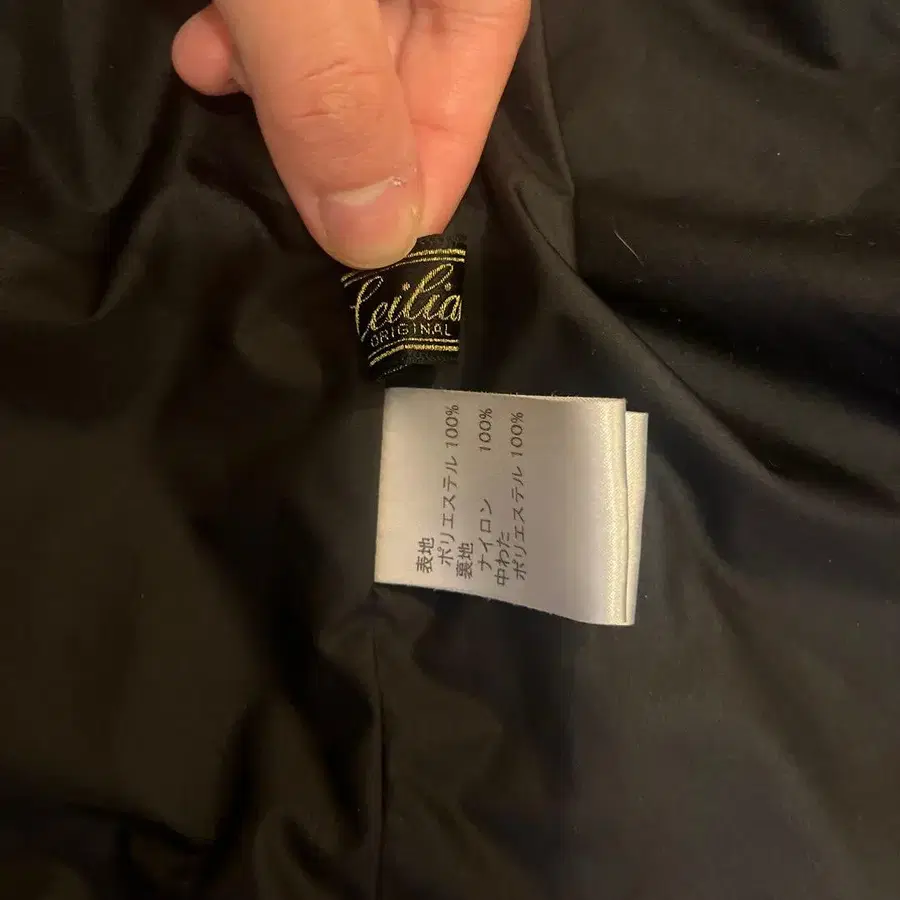 ORIGINAL
表地
ポリエステル 100%
裏地
ナイロン 100%
中わた
ポリエステル 100%